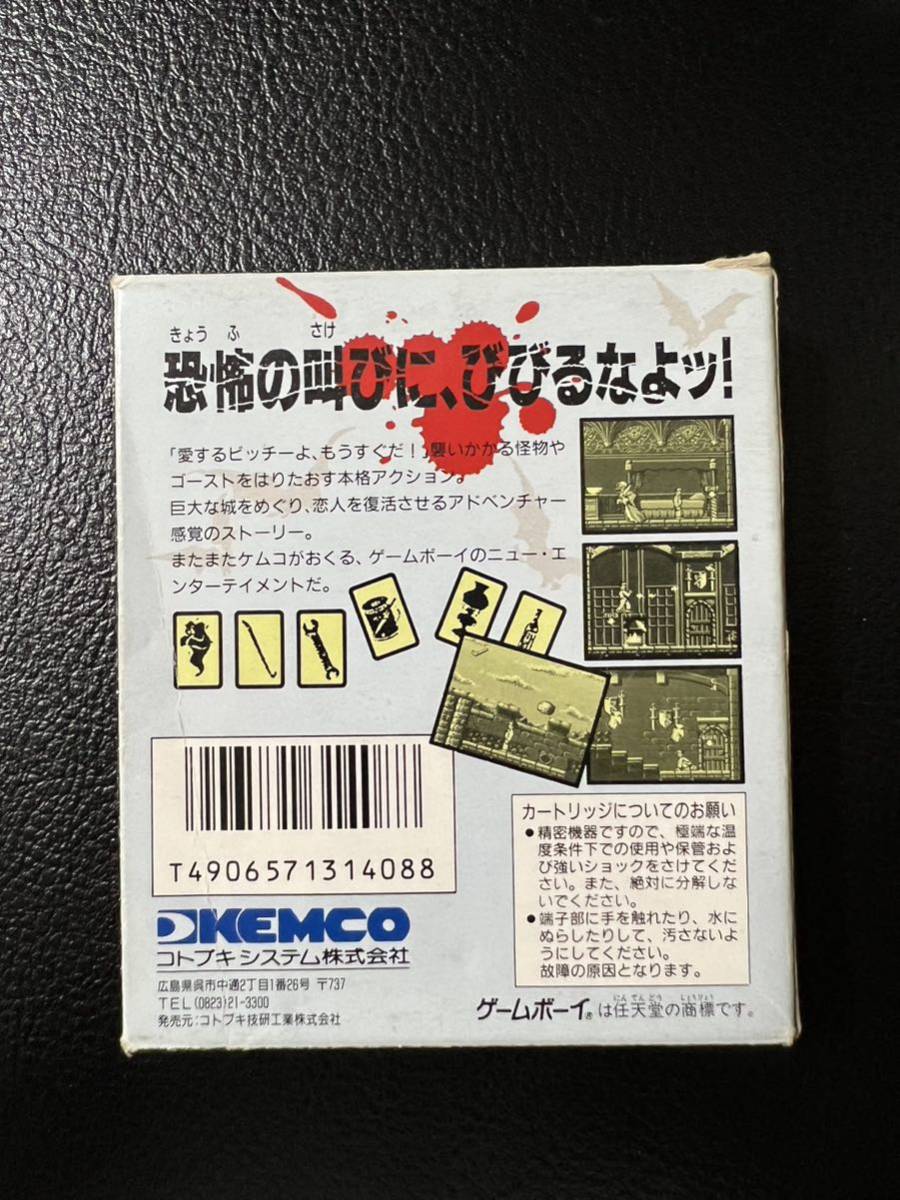 きょう ふ さけ
恐怖の叫びに、びびるなよッ!
「愛するビッチーよ、もうすぐだ!」襲いかかる怪物や
ゴーストをはりたおす本格アクション。
巨大な城をめぐり、恋人を復活させるアドベンチャー
感覚のストーリー。
またまたケムコがおくる、ゲームボーイのニュー・エ
ンターテイメントだ。
T4906571314088
KEMCO
コトブキシステム株式会社
広島県呉市中通2丁目1番26号 〒737
TEL(0823)21-3300
発売元:コトブキ技研工業株式会社
カートリッジについてのお願い
●精密機器ですので、極端な温
度条件下での使用や保管およ
び強いショックをさけてくだ
さい。また、絶対に分解しな
いでください。
●端子部に手を触れたり、水に
ぬらしたりして、汚さないよ
うにしてください。
故障の原因となります。
にん てん どう しょうひょう
ゲームボーイ®は任天堂の商標です。